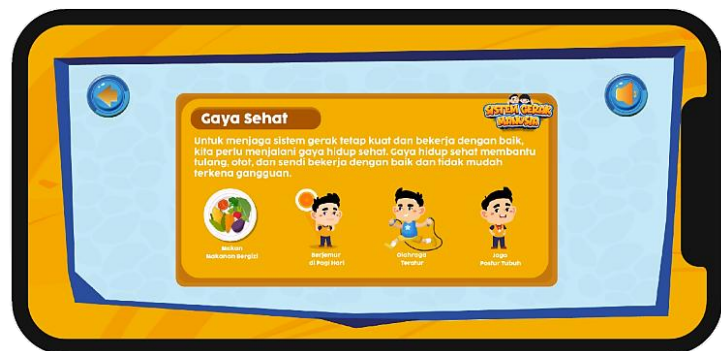 Gaya Sehat
SISTEM GERAK
MANUSIA
Untuk menjaga sistem gerak tetap kuat dan bekerja dengan baik,
kita perlu menjalani gaya hidup sehat. Gaya hidup sehat membantu
tulang, otot, dan sendi bekerja dengan baik dan tidak mudah
terkena gangguan.
Makan
Makanan Bergizi
Berjemur
di Pagi Hari
Olahraga
Teratur
Jaga
Postur Tubuh